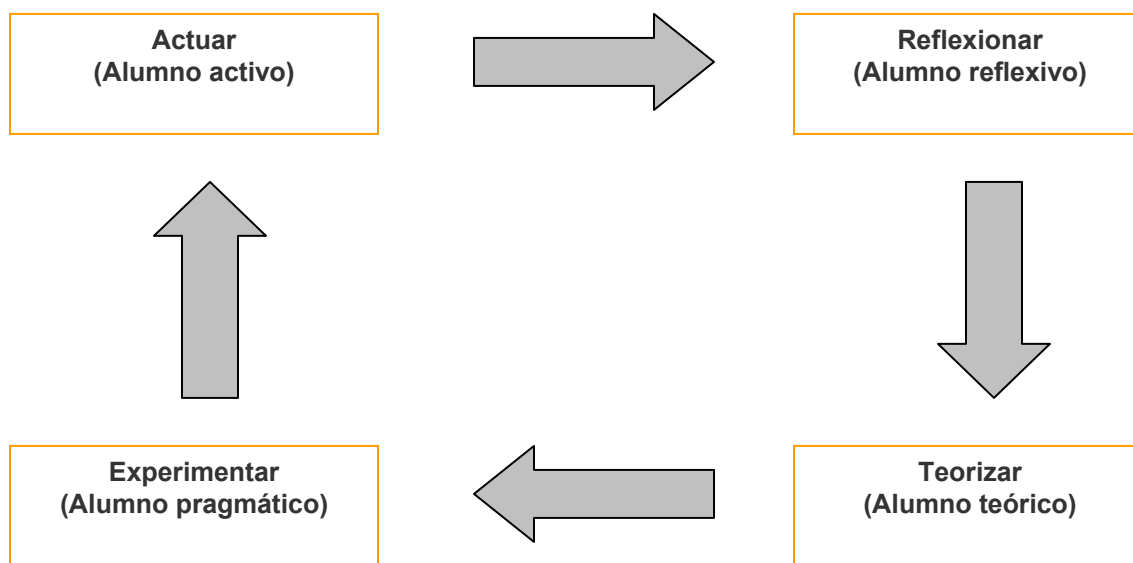 Actuar
(Alumno activo)
Reflexionar
(Alumno reflexivo)
Experimentar
(Alumno pragmático)
Teorizar
(Alumno teórico)